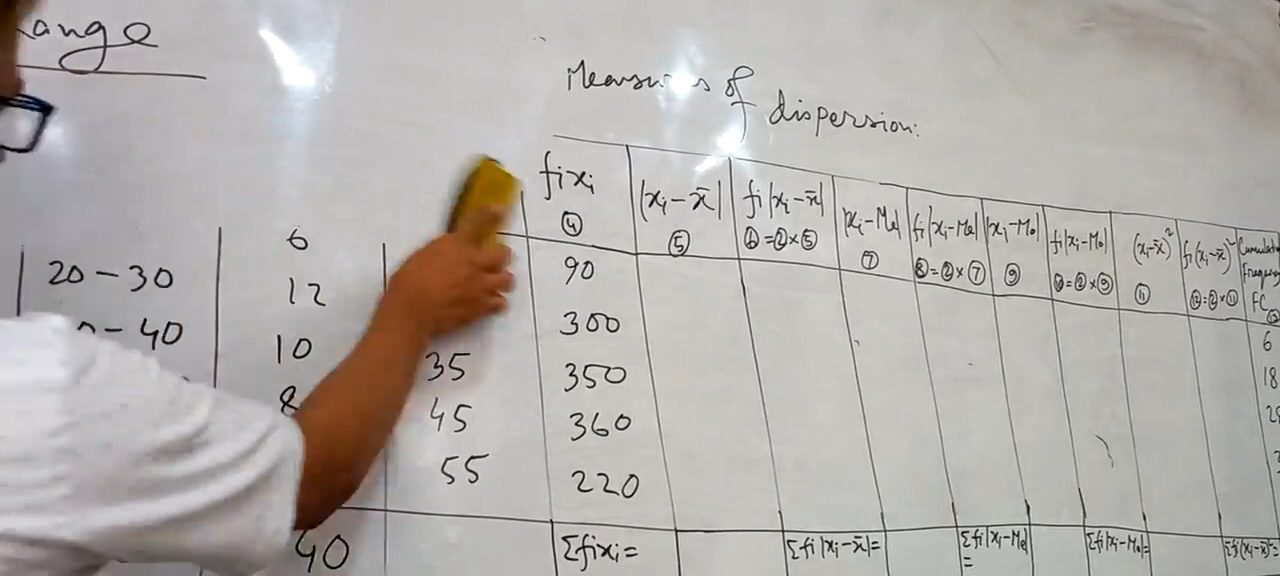 ange
Measures of dispersion:
fixi ④
|xi-x̄| ⑤
fi|xi-x̄| ⑥=②×⑤
|xi-Me| ⑦
fi|xi-Me| ⑧=②×⑦
|xi-Mo| ⑨
fi|xi-Mo| ⑩=②×⑨
(xi-x̄)² ⑪
fi(xi-x̄)² ⑫=②×⑪
Frequency FC
6
20-30 12 90 6
-40 10 300 18
8 35 350
45 360
55 220
40 Σfixi= Σfi|xi-x̄|= Σfi|xi-Me|= Σfi|xi-Mo|= Σfi(xi-x̄)²=